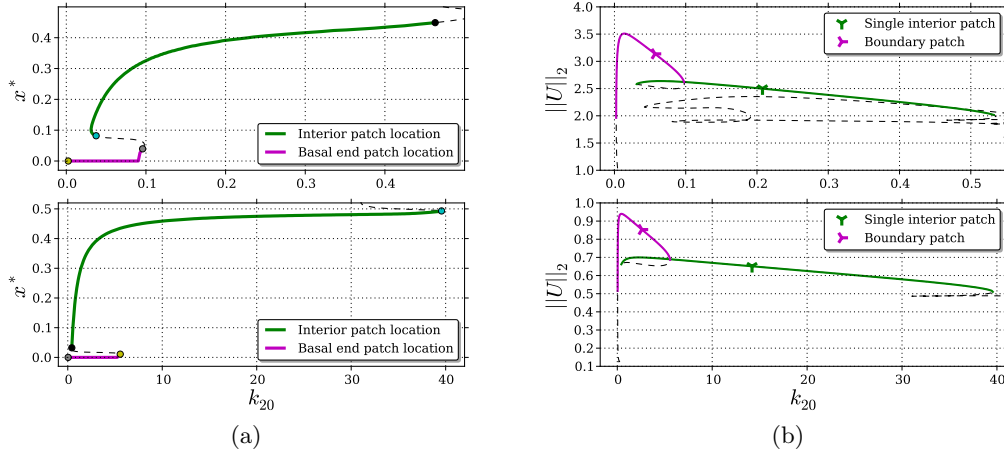 0.4
0.3
0.2
0.1
0.0
x*
Interior patch location
Basal end patch location
0.0 0.1 0.2 0.3 0.4
0.5
0.4
0.3
0.2
0.1
0.0
x*
Interior patch location
Basal end patch location
0 10 20 30 40
k₂₀
(a)
4.0
3.5
3.0
2.5
2.0
1.5
1.0
||U||₂
Single interior patch
Boundary patch
0.0 0.1 0.2 0.3 0.4 0.5
1.0
0.9
0.8
0.7
0.6
0.5
0.4
0.3
0.2
0.1
||U||₂
Single interior patch
Boundary patch
0 10 20 30 40
k₂₀
(b)